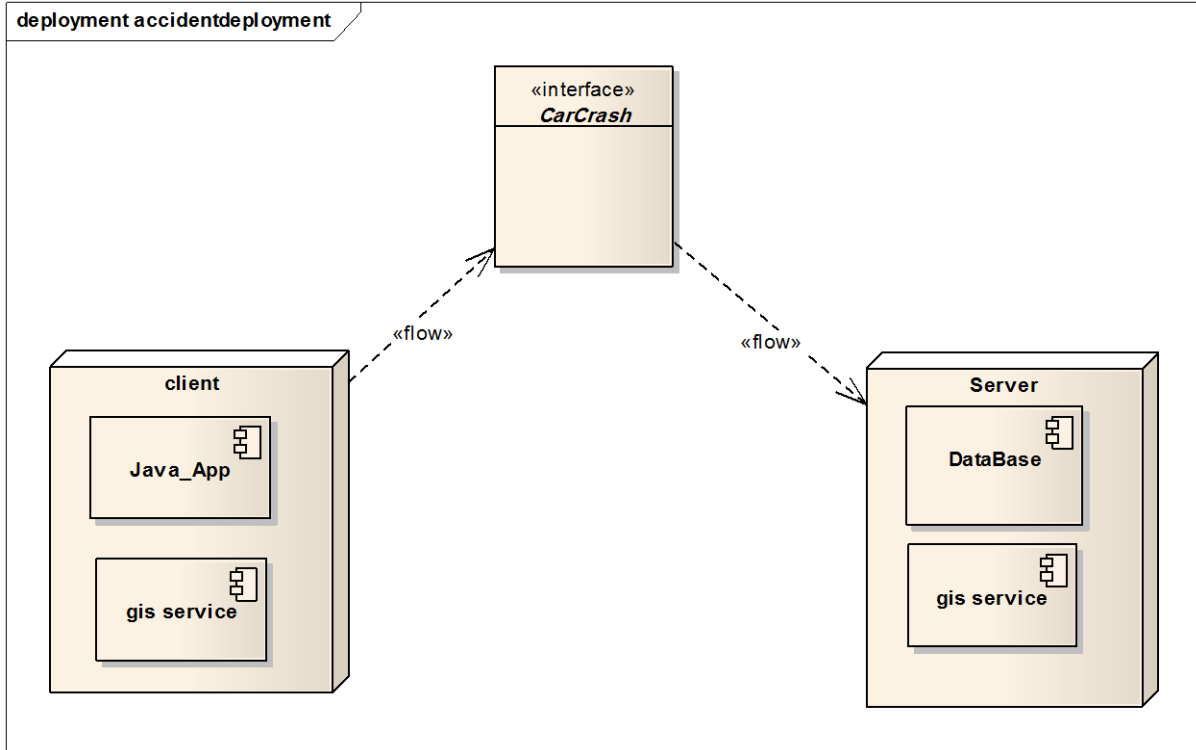 deployment accidentdeployment
«interface»
CarCrash
«flow»
«flow»
client
Java_App
gis service
Server
DataBase
gis service